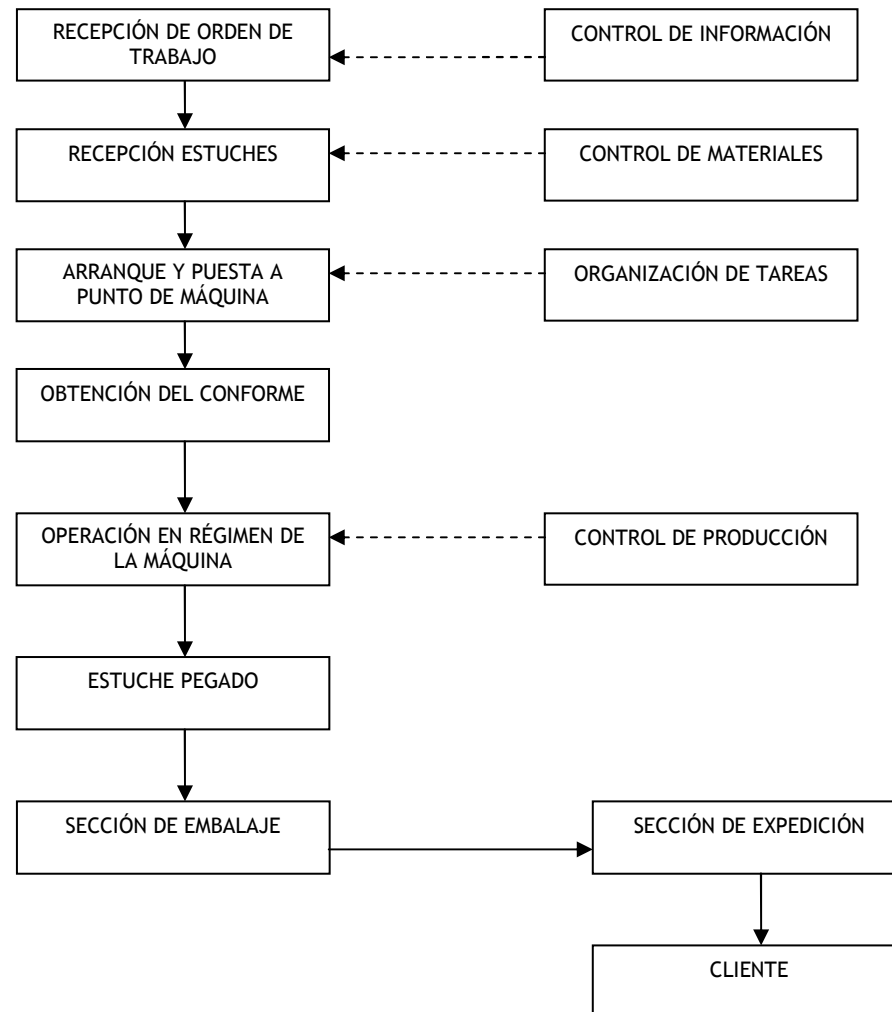 RECEPCIÓN DE ORDEN DE
TRABAJO
CONTROL DE INFORMACIÓN
RECEPCIÓN ESTUCHES
CONTROL DE MATERIALES
ARRANQUE Y PUESTA A
PUNTO DE MÁQUINA
ORGANIZACIÓN DE TAREAS
OBTENCIÓN DEL CONFORME
OPERACIÓN EN RÉGIMEN DE
LA MÁQUINA
CONTROL DE PRODUCCIÓN
ESTUCHE PEGADO
SECCIÓN DE EMBALAJE
SECCIÓN DE EXPEDICIÓN
CLIENTE